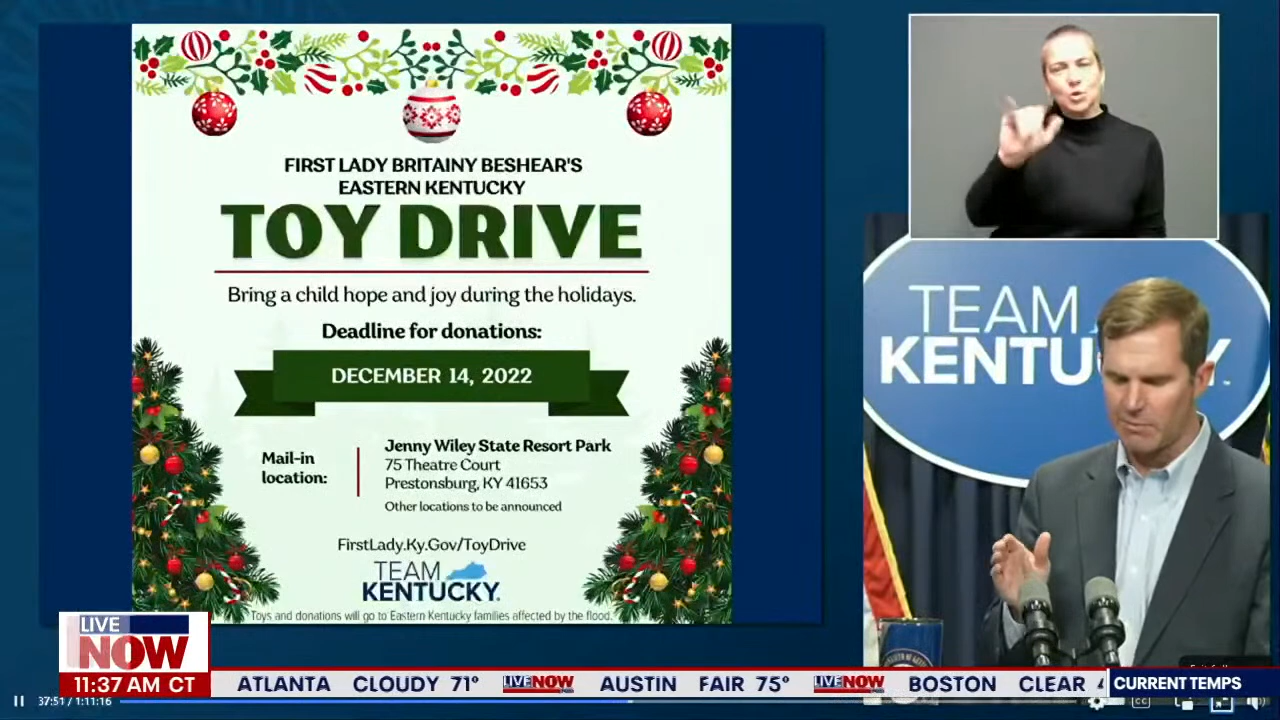 FIRST LADY BRITAINY BESHEAR'S
EASTERN KENTUCKY
TOY DRIVE
Bring a child hope and joy during the holidays.
Deadline for donations:
DECEMBER 14, 2022
Mail-in
location:
Jenny Wiley State Resort Park
75 Theatre Court
Prestonsburg, KY 41653
Other locations to be announced
FirstLady.Ky.Gov/ToyDrive
TEAM
KENTUCKY.
Toys and donations will go to Eastern Kentucky families affected by the flood.
TEAM
KENTUCKY™
LIVE
NOW
11:37 AM CT
ATLANTA CLOUDY 71° LIVENOW AUSTIN FAIR 75° LIVENOW BOSTON CLEAR 4
CURRENT TEMPS
37:51 / 1:11:16
CC